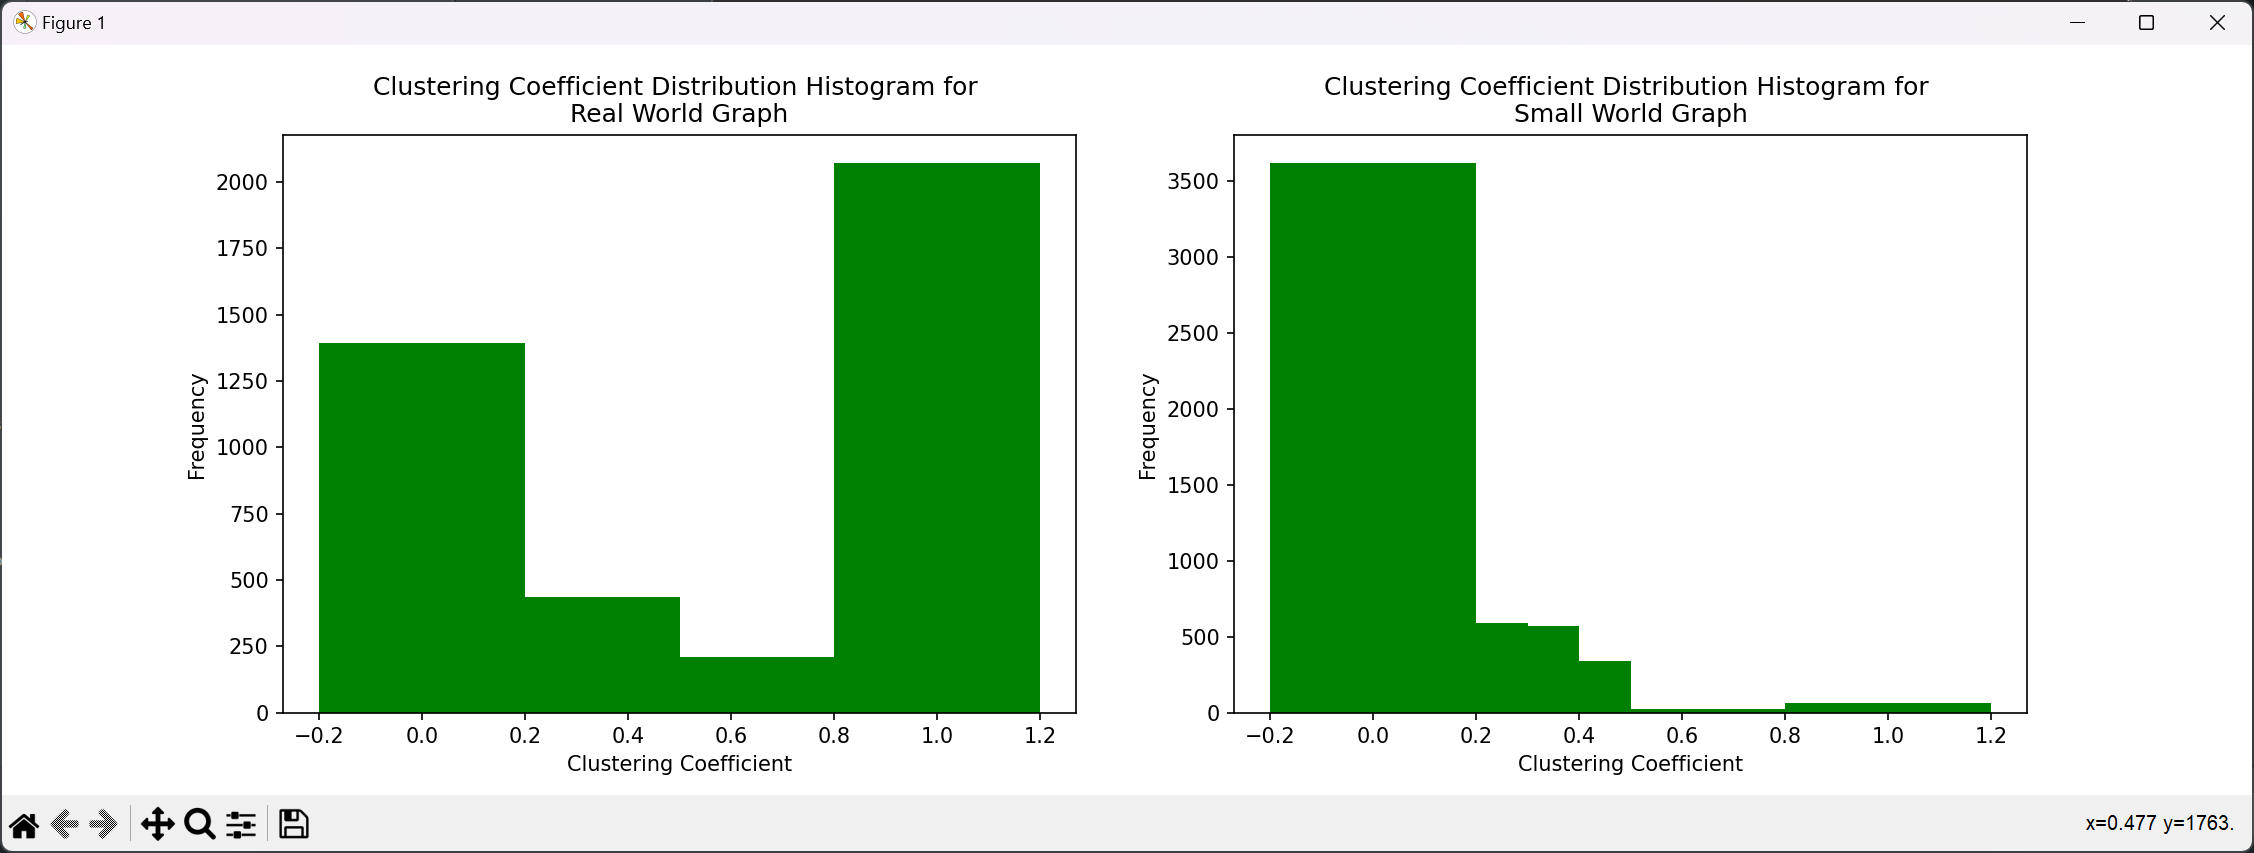 Figure 1
Clustering Coefficient Distribution Histogram for
Real World Graph
2000
1750
1500
1250
1000
750
500
250
0
Frequency
−0.2 0.0 0.2 0.4 0.6 0.8 1.0 1.2
Clustering Coefficient
Clustering Coefficient Distribution Histogram for
Small World Graph
3500
3000
2500
2000
1500
1000
500
0
Frequency
−0.2 0.0 0.2 0.4 0.6 0.8 1.0 1.2
Clustering Coefficient
x=0.477 y=1763.